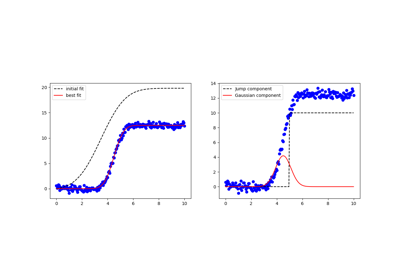 initial fit
best fit
20
15
10
5
0
0 2 4 6 8 10
Jump component
Gaussian component
14
12
10
8
6
4
2
0
0 2 4 6 8 10